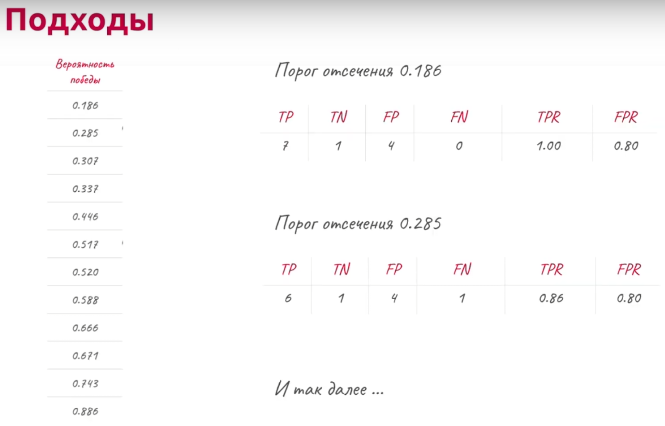 Подходы
Вероятность
победы
0.186
0.285
0.307
0.337
0.446
0.517
0.520
0.588
0.666
0.671
0.743
0.886
Порог отсечения 0.186
TP TN FP FN TPR FPR
7 1 4 0 1.00 0.80
Порог отсечения 0.285
TP TN FP FN TPR FPR
6 1 4 1 0.86 0.80
И так далее ...